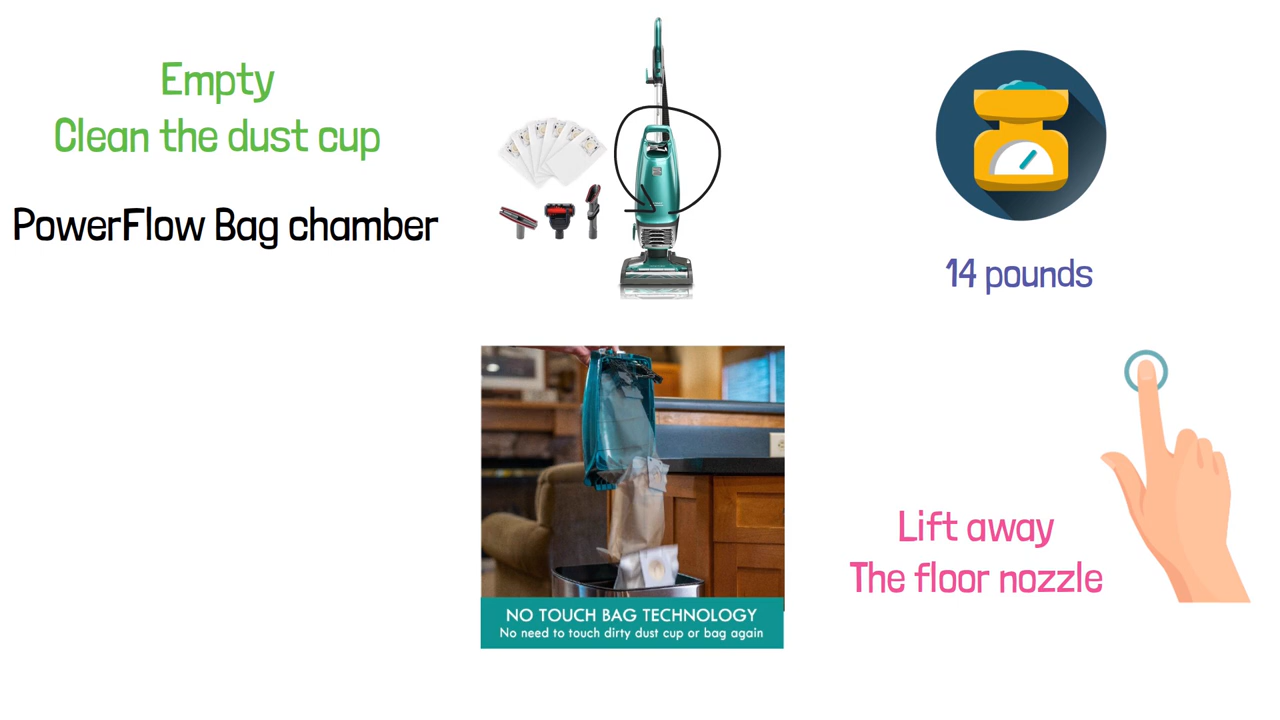 Empty
Clean the dust cup
PowerFlow Bag chamber
14 pounds
NO TOUCH BAG TECHNOLOGY
No need to touch dirty dust cup or bag again
Lift away
The floor nozzle